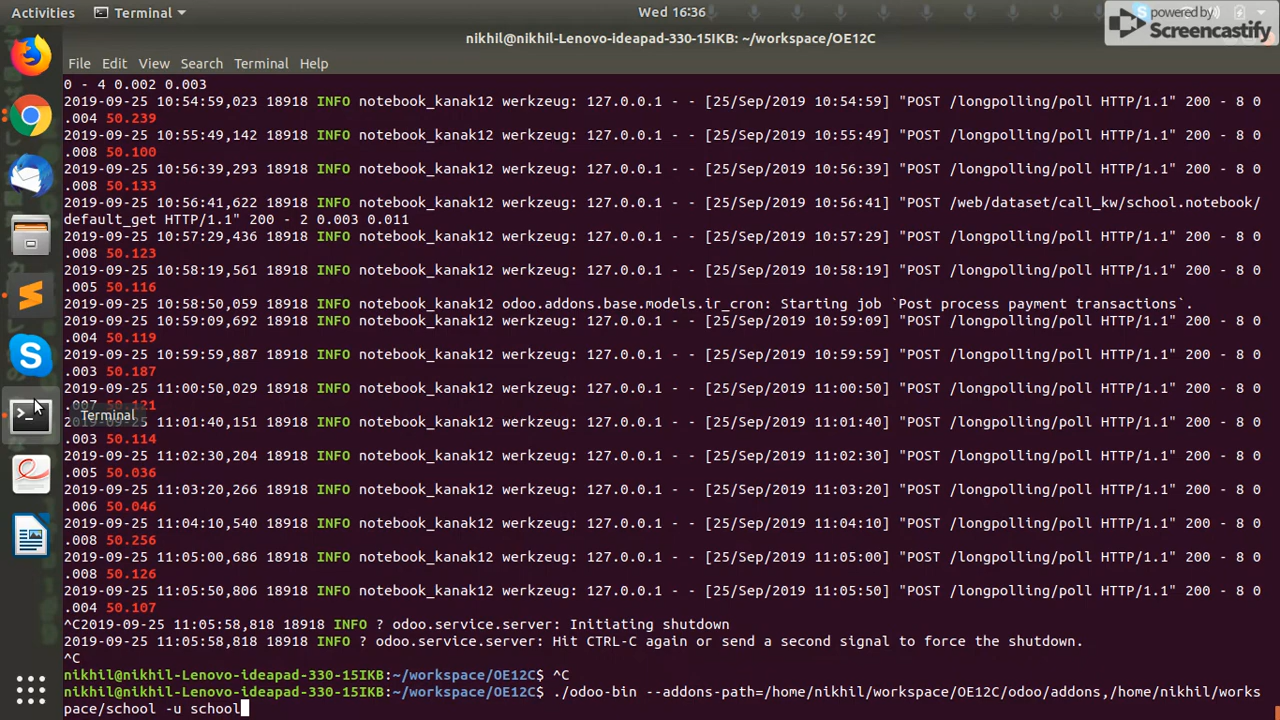 Activities Terminal Wed 16:36
powered by
Screencastify
nikhil@nikhil-Lenovo-ideapad-330-15IKB: ~/workspace/OE12C
File Edit View Search Terminal Help
0 - 4 0.002 0.003
2019-09-25 10:54:59,023 18918 INFO notebook_kanak12 werkzeug: 127.0.0.1 - - [25/Sep/2019 10:54:59] "POST /longpolling/poll HTTP/1.1" 200 - 8 0
.004 50.239
2019-09-25 10:55:49,142 18918 INFO notebook_kanak12 werkzeug: 127.0.0.1 - - [25/Sep/2019 10:55:49] "POST /longpolling/poll HTTP/1.1" 200 - 8 0
.008 50.100
2019-09-25 10:56:39,293 18918 INFO notebook_kanak12 werkzeug: 127.0.0.1 - - [25/Sep/2019 10:56:39] "POST /longpolling/poll HTTP/1.1" 200 - 8 0
.008 50.133
2019-09-25 10:56:41,622 18918 INFO notebook_kanak12 werkzeug: 127.0.0.1 - - [25/Sep/2019 10:56:41] "POST /web/dataset/call_kw/school.notebook/
default_get HTTP/1.1" 200 - 2 0.003 0.011
2019-09-25 10:57:29,436 18918 INFO notebook_kanak12 werkzeug: 127.0.0.1 - - [25/Sep/2019 10:57:29] "POST /longpolling/poll HTTP/1.1" 200 - 8 0
.008 50.123
2019-09-25 10:58:19,561 18918 INFO notebook_kanak12 werkzeug: 127.0.0.1 - - [25/Sep/2019 10:58:19] "POST /longpolling/poll HTTP/1.1" 200 - 8 0
.005 50.116
2019-09-25 10:58:50,059 18918 INFO notebook_kanak12 odoo.addons.base.models.ir_cron: Starting job `Post process payment transactions`.
2019-09-25 10:59:09,692 18918 INFO notebook_kanak12 werkzeug: 127.0.0.1 - - [25/Sep/2019 10:59:09] "POST /longpolling/poll HTTP/1.1" 200 - 8 0
.004 50.119
2019-09-25 10:59:59,887 18918 INFO notebook_kanak12 werkzeug: 127.0.0.1 - - [25/Sep/2019 10:59:59] "POST /longpolling/poll HTTP/1.1" 200 - 8 0
.003 50.187
2019-09-25 11:00:50,029 18918 INFO notebook_kanak12 werkzeug: 127.0.0.1 - - [25/Sep/2019 11:00:50] "POST /longpolling/poll HTTP/1.1" 200 - 8 0
.007 50.121
Terminal
2019-09-25 11:01:40,151 18918 INFO notebook_kanak12 werkzeug: 127.0.0.1 - - [25/Sep/2019 11:01:40] "POST /longpolling/poll HTTP/1.1" 200 - 8 0
.003 50.114
2019-09-25 11:02:30,204 18918 INFO notebook_kanak12 werkzeug: 127.0.0.1 - - [25/Sep/2019 11:02:30] "POST /longpolling/poll HTTP/1.1" 200 - 8 0
.005 50.036
2019-09-25 11:03:20,266 18918 INFO notebook_kanak12 werkzeug: 127.0.0.1 - - [25/Sep/2019 11:03:20] "POST /longpolling/poll HTTP/1.1" 200 - 8 0
.006 50.046
2019-09-25 11:04:10,540 18918 INFO notebook_kanak12 werkzeug: 127.0.0.1 - - [25/Sep/2019 11:04:10] "POST /longpolling/poll HTTP/1.1" 200 - 8 0
.008 50.256
2019-09-25 11:05:00,686 18918 INFO notebook_kanak12 werkzeug: 127.0.0.1 - - [25/Sep/2019 11:05:00] "POST /longpolling/poll HTTP/1.1" 200 - 8 0
.008 50.126
2019-09-25 11:05:50,806 18918 INFO notebook_kanak12 werkzeug: 127.0.0.1 - - [25/Sep/2019 11:05:50] "POST /longpolling/poll HTTP/1.1" 200 - 8 0
.004 50.107
^C2019-09-25 11:05:58,818 18918 INFO ? odoo.service.server: Initiating shutdown
2019-09-25 11:05:58,818 18918 INFO ? odoo.service.server: Hit CTRL-C again or send a second signal to force the shutdown.
^C
nikhil@nikhil-Lenovo-ideapad-330-15IKB:~/workspace/OE12C$ ^C
nikhil@nikhil-Lenovo-ideapad-330-15IKB:~/workspace/OE12C$ ./odoo-bin --addons-path=/home/nikhil/workspace/OE12C/odoo/addons,/home/nikhil/works
pace/school -u school